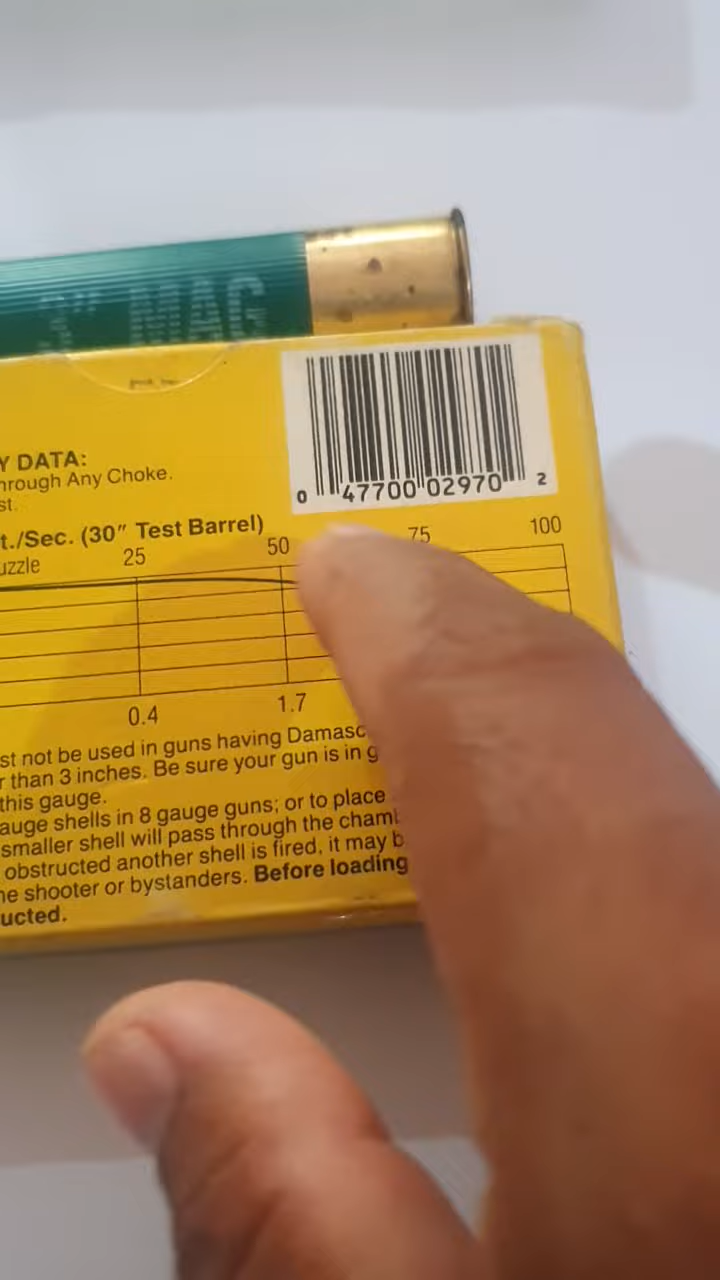 MAG
0 47700 02970 2
Y DATA:
hrough Any Choke.
st.
t./Sec. (30" Test Barrel)
uzzle 25 50 75 100
0.4 1.7
st not be used in guns having Damasc
r than 3 inches. Be sure your gun is in g
this gauge.
auge shells in 8 gauge guns; or to place
smaller shell will pass through the cham
obstructed another shell is fired, it may b
he shooter or bystanders. Before loading
ucted.